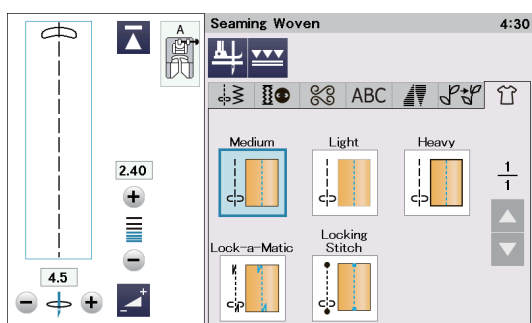 Seaming Woven 4:30
A
ABC
2.40
Medium Light Heavy
1
1
Lock-a-Matic Locking
Stitch
4.5